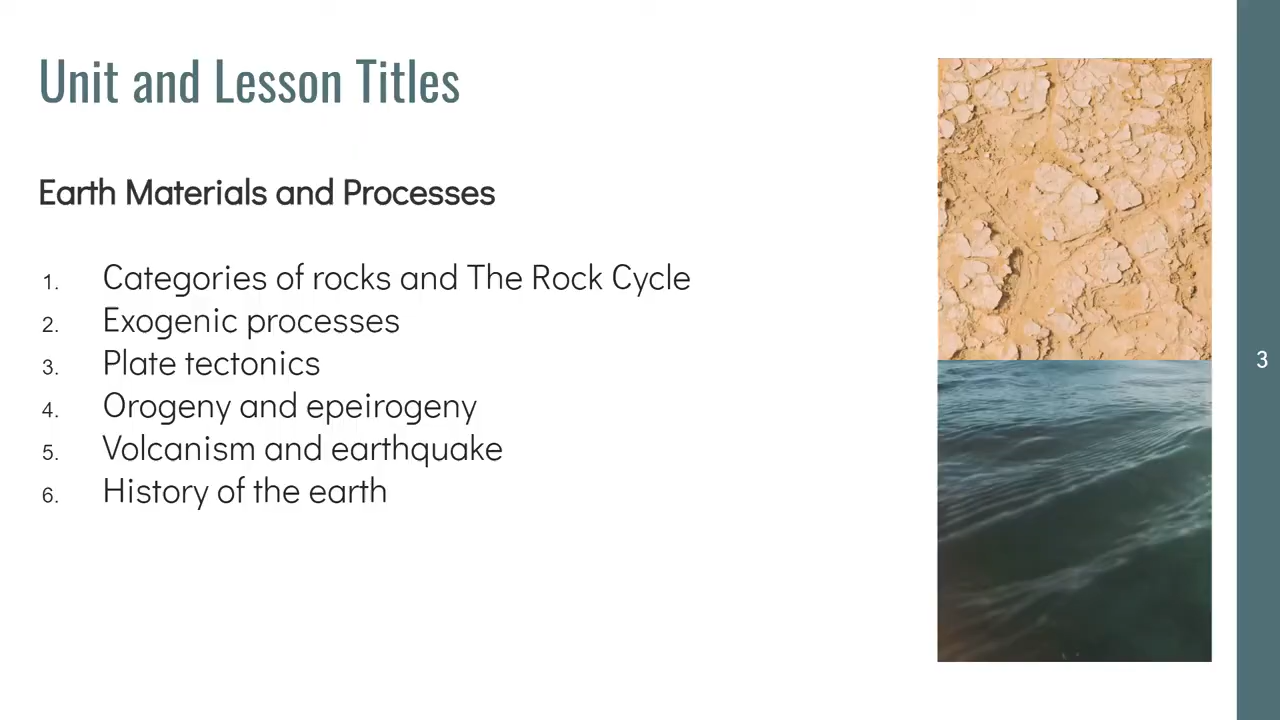 Unit and Lesson Titles
Earth Materials and Processes
1. Categories of rocks and The Rock Cycle
2. Exogenic processes
3. Plate tectonics
4. Orogeny and epeirogeny
5. Volcanism and earthquake
6. History of the earth
3